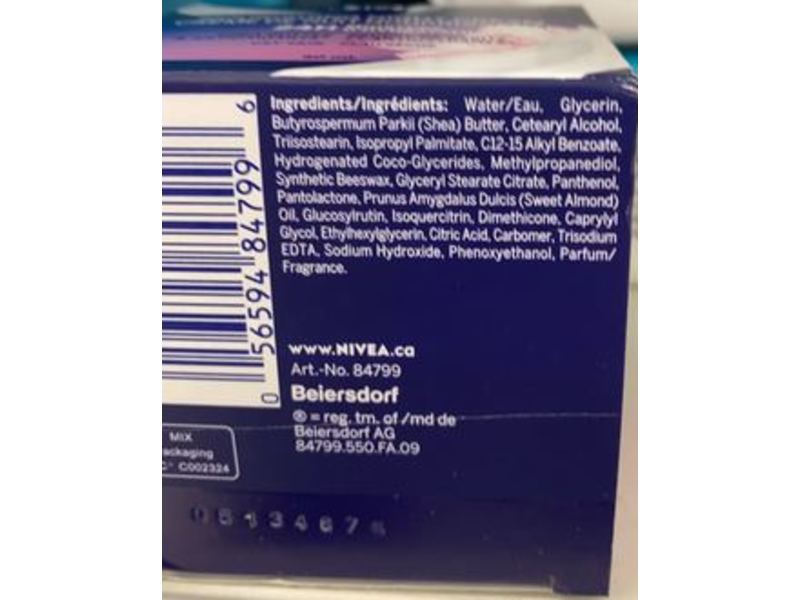 Ingredients/Ingrédients: Water/Eau, Glycerin,
Butyrospermum Parkii (Shea) Butter, Cetearyl Alcohol,
Triisostearin, Isopropyl Palmitate, C12-15 Alkyl Benzoate,
Hydrogenated Coco-Glycerides, Methylpropanediol,
Synthetic Beeswax, Glyceryl Stearate Citrate, Panthenol,
Pantolactone, Prunus Amygdalus Dulcis (Sweet Almond)
Oil, Glucosylrutin, Isoquercitrin, Dimethicone, Caprylyl
Glycol, Ethylhexylglycerin, Citric Acid, Carbomer, Trisodium
EDTA, Sodium Hydroxide, Phenoxyethanol, Parfum/
Fragrance.
0 56594 84799 6
www.NIVEA.ca
Art.-No. 84799
Beiersdorf
® = reg. tm. of /md de
Beiersdorf AG
84799.550.FA.09
MIX
ackaging
C002324